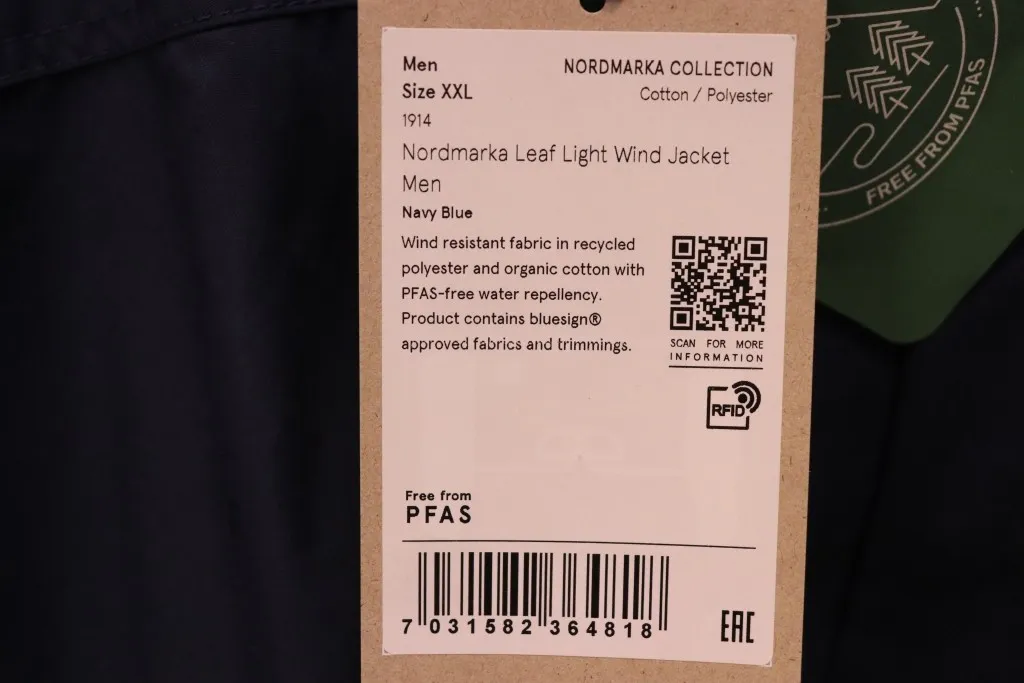 Men
Size XXL
1914
NORDMARKA COLLECTION
Cotton / Polyester
Nordmarka Leaf Light Wind Jacket
Men
Navy Blue
Wind resistant fabric in recycled
polyester and organic cotton with
PFAS-free water repellency.
Product contains bluesign®
approved fabrics and trimmings.
SCAN FOR MORE
INFORMATION
RFID
Free from
PFAS
7 031582 364818
EAC
FREE FROM PFAS